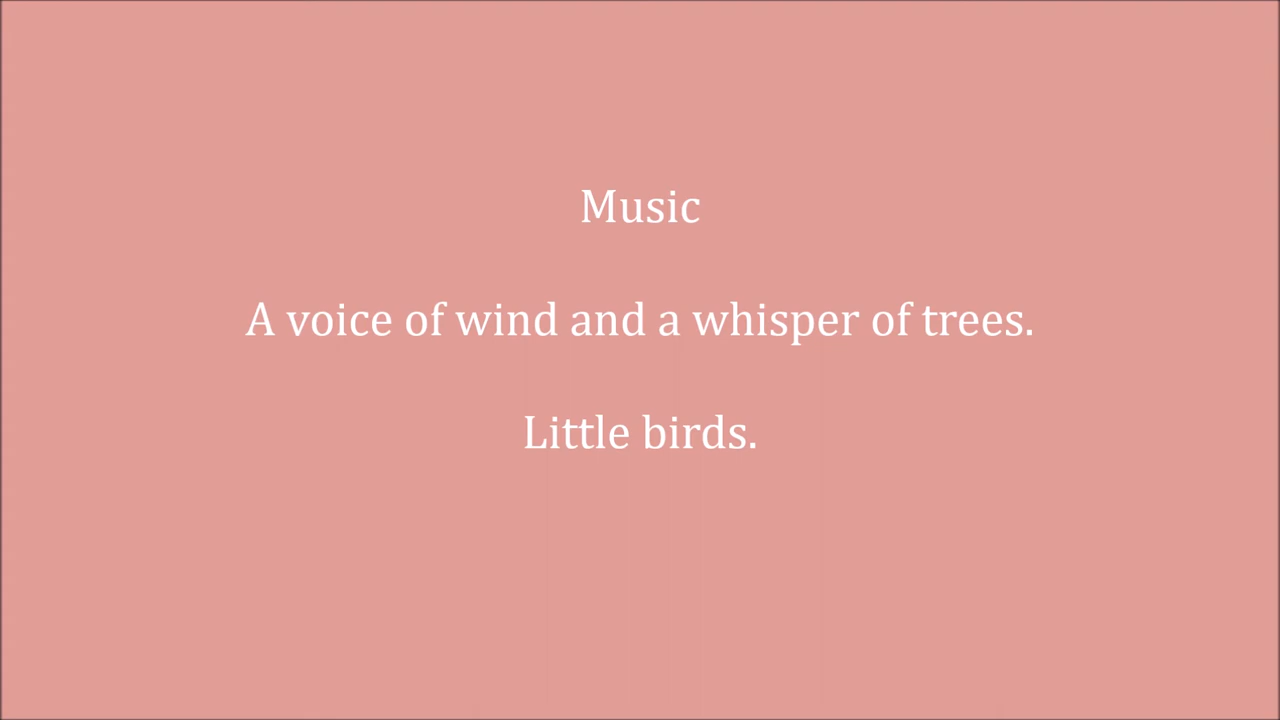 Music
A voice of wind and a whisper of trees.
Little birds.